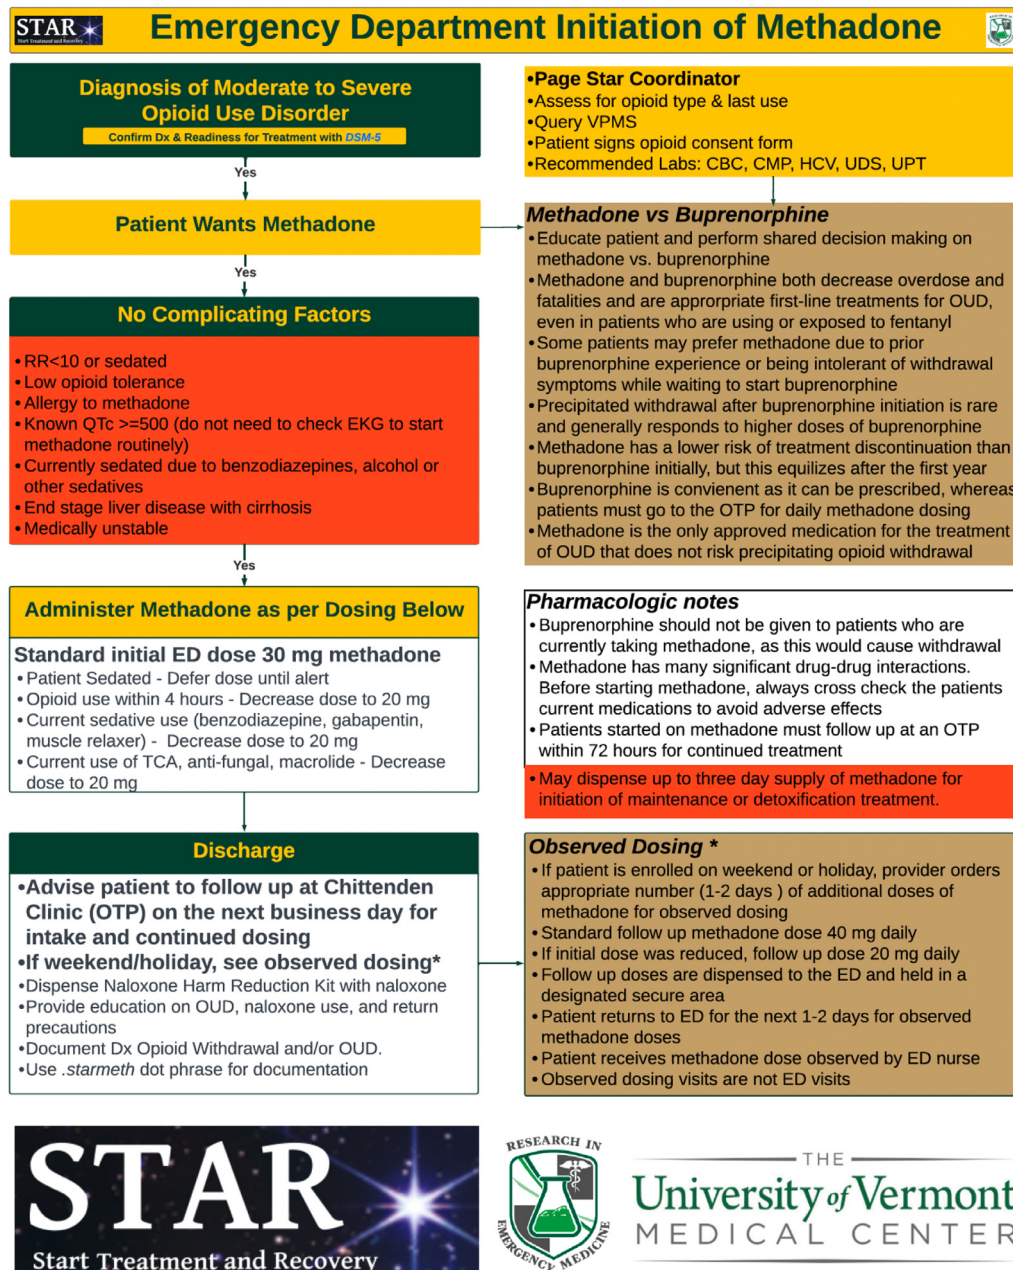 STAR
Start Treatment and Recovery
Emergency Department Initiation of Methadone
Diagnosis of Moderate to Severe
Opioid Use Disorder
Confirm Dx & Readiness for Treatment with DSM-5
Yes
Patient Wants Methadone
Yes
No Complicating Factors
•RR<10 or sedated
•Low opioid tolerance
•Allergy to methadone
•Known QTc >=500 (do not need to check EKG to start
methadone routinely)
•Currently sedated due to benzodiazepines, alcohol or
other sedatives
•End stage liver disease with cirrhosis
•Medically unstable
Yes
Administer Methadone as per Dosing Below
Standard initial ED dose 30 mg methadone
•Patient Sedated - Defer dose until alert
•Opioid use within 4 hours - Decrease dose to 20 mg
•Current sedative use (benzodiazepine, gabapentin,
muscle relaxer) - Decrease dose to 20 mg
•Current use of TCA, anti-fungal, macrolide - Decrease
dose to 20 mg
Discharge
•Advise patient to follow up at Chittenden
Clinic (OTP) on the next business day for
intake and continued dosing
•If weekend/holiday, see observed dosing*
•Dispense Naloxone Harm Reduction Kit with naloxone
•Provide education on OUD, naloxone use, and return
precautions
•Document Dx Opioid Withdrawal and/or OUD.
•Use .starmeth dot phrase for documentation
•Page Star Coordinator
•Assess for opioid type & last use
•Query VPMS
•Patient signs opioid consent form
•Recommended Labs: CBC, CMP, HCV, UDS, UPT
Methadone vs Buprenorphine
•Educate patient and perform shared decision making on
methadone vs. buprenorphine
•Methadone and buprenorphine both decrease overdose and
fatalities and are approrpriate first-line treatments for OUD,
even in patients who are using or exposed to fentanyl
•Some patients may prefer methadone due to prior
buprenorphine experience or being intolerant of withdrawal
symptoms while waiting to start buprenorphine
•Precipitated withdrawal after buprenorphine initiation is rare
and generally responds to higher doses of buprenorphine
•Methadone has a lower risk of treatment discontinuation than
buprenorphine initially, but this equilizes after the first year
•Buprenorphine is convienent as it can be prescribed, whereas
patients must go to the OTP for daily methadone dosing
•Methadone is the only approved medication for the treatment
of OUD that does not risk precipitating opioid withdrawal
Pharmacologic notes
•Buprenorphine should not be given to patients who are
currently taking methadone, as this would cause withdrawal
•Methadone has many significant drug-drug interactions.
Before starting methadone, always cross check the patients
current medications to avoid adverse effects
•Patients started on methadone must follow up at an OTP
within 72 hours for continued treatment
•May dispense up to three day supply of methadone for
initiation of maintenance or detoxification treatment.
Observed Dosing *
•If patient is enrolled on weekend or holiday, provider orders
appropriate number (1-2 days ) of additional doses of
methadone for observed dosing
•Standard follow up methadone dose 40 mg daily
•If initial dose was reduced, follow up dose 20 mg daily
•Follow up doses are dispensed to the ED and held in a
designated secure area
•Patient returns to ED for the next 1-2 days for observed
methadone doses
•Patient receives methadone dose observed by ED nurse
•Observed dosing visits are not ED visits
STAR
Start Treatment and Recovery
RESEARCH IN
EMERGENCY MEDICINE
THE
University of Vermont
MEDICAL CENTER